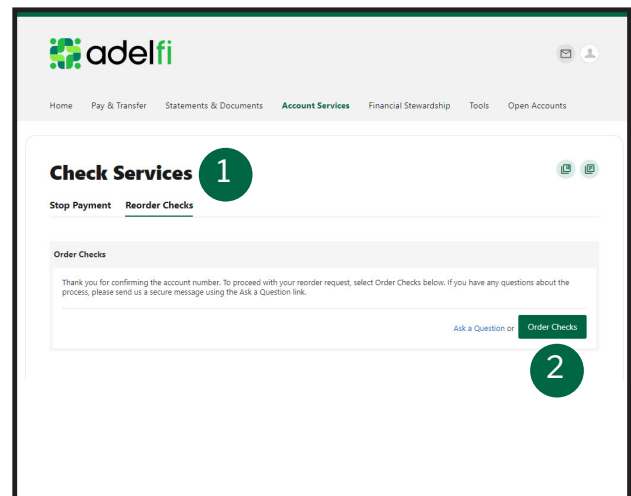 adelfi
Home Pay & Transfer Statements & Documents Account Services Financial Stewardship Tools Open Accounts
Check Services 1
Stop Payment Reorder Checks
Order Checks
Thank you for confirming the account number. To proceed with your reorder request, select Order Checks below. If you have any questions about the
process, please send us a secure message using the Ask a Question link.
Ask a Question or Order Checks
2